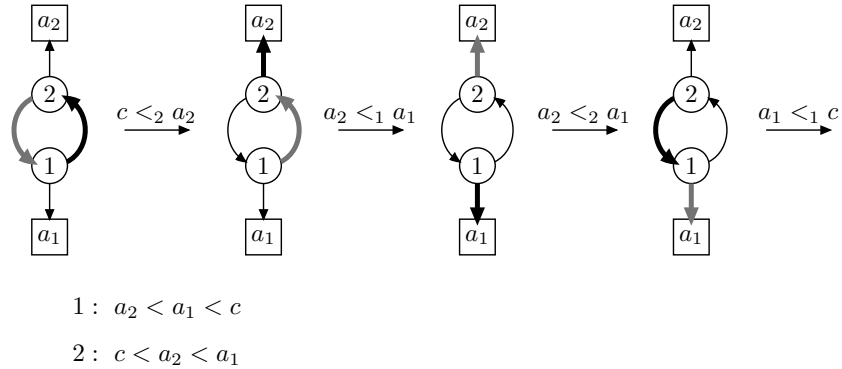 a₂ a₂ a₂ a₂
2 c <₂ a₂ 2 a₂ <₁ a₁ 2 a₂ <₂ a₁ 2 a₁ <₁ c
1 1 1 1
a₁ a₁ a₁ a₁
1 : a₂ < a₁ < c
2 : c < a₂ < a₁